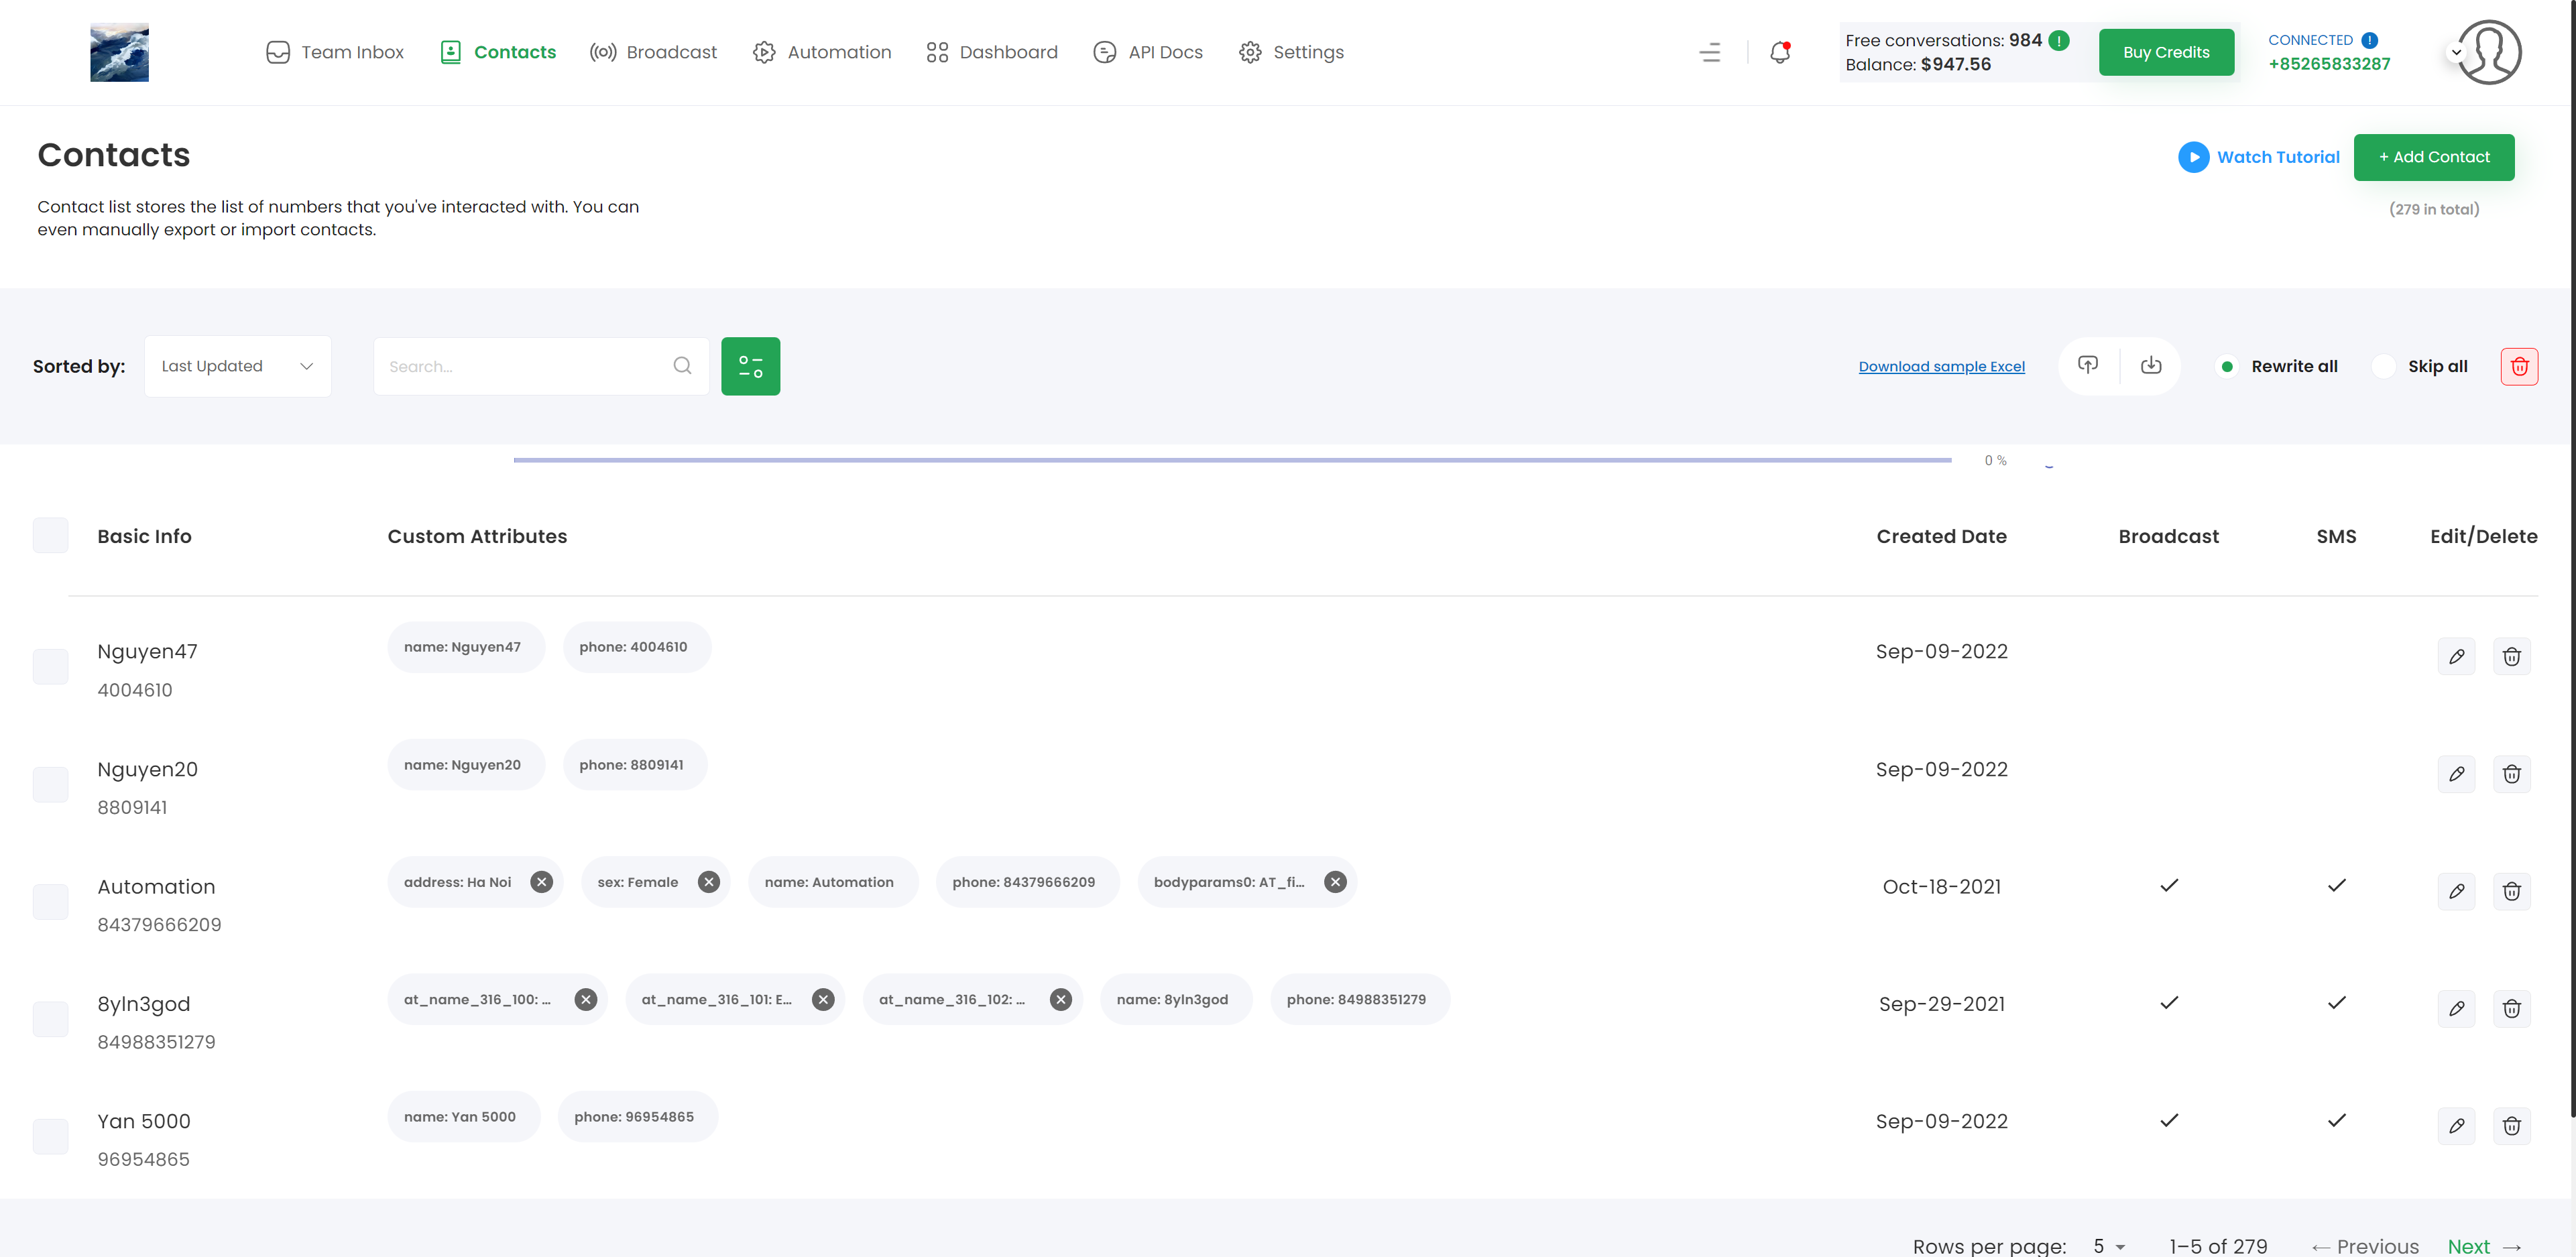 Team Inbox
Contacts
Broadcast
Automation
Dashboard
API Docs
Settings
Free conversations: 984
Balance: $947.56
Buy Credits
CONNECTED
+85265833287
Contacts
Watch Tutorial
+ Add Contact
(279 in total)
Contact list stores the list of numbers that you've interacted with. You can
even manually export or import contacts.
Sorted by:
Last Updated
Search...
Download sample Excel
Rewrite all
Skip all
0 %
Basic Info
Custom Attributes
Created Date
Broadcast
SMS
Edit/Delete
Nguyen47
4004610
name: Nguyen47
phone: 4004610
Sep-09-2022
Nguyen20
8809141
name: Nguyen20
phone: 8809141
Sep-09-2022
Automation
84379666209
address: Ha Noi
sex: Female
name: Automation
phone: 84379666209
bodyparams0: AT_fi...
Oct-18-2021
8yln3god
84988351279
at_name_316_100: ...
at_name_316_101: E...
at_name_316_102: ...
name: 8yln3god
phone: 84988351279
Sep-29-2021
Yan 5000
96954865
name: Yan 5000
phone: 96954865
Sep-09-2022
Rows per page: 5
1–5 of 279
← Previous
Next →